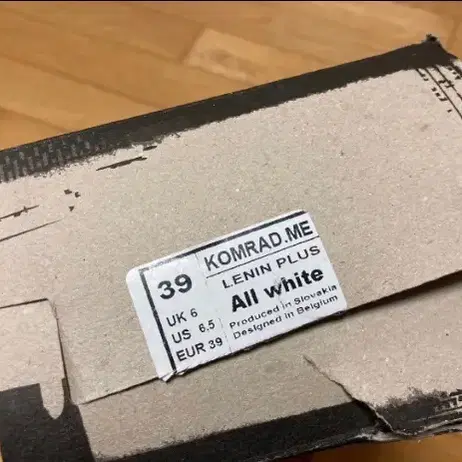 39
UK 6
US 6.5
EUR 39
KOMRAD.ME
LENIN PLUS
All white
Produced in Slovakia
Designed in Belgium